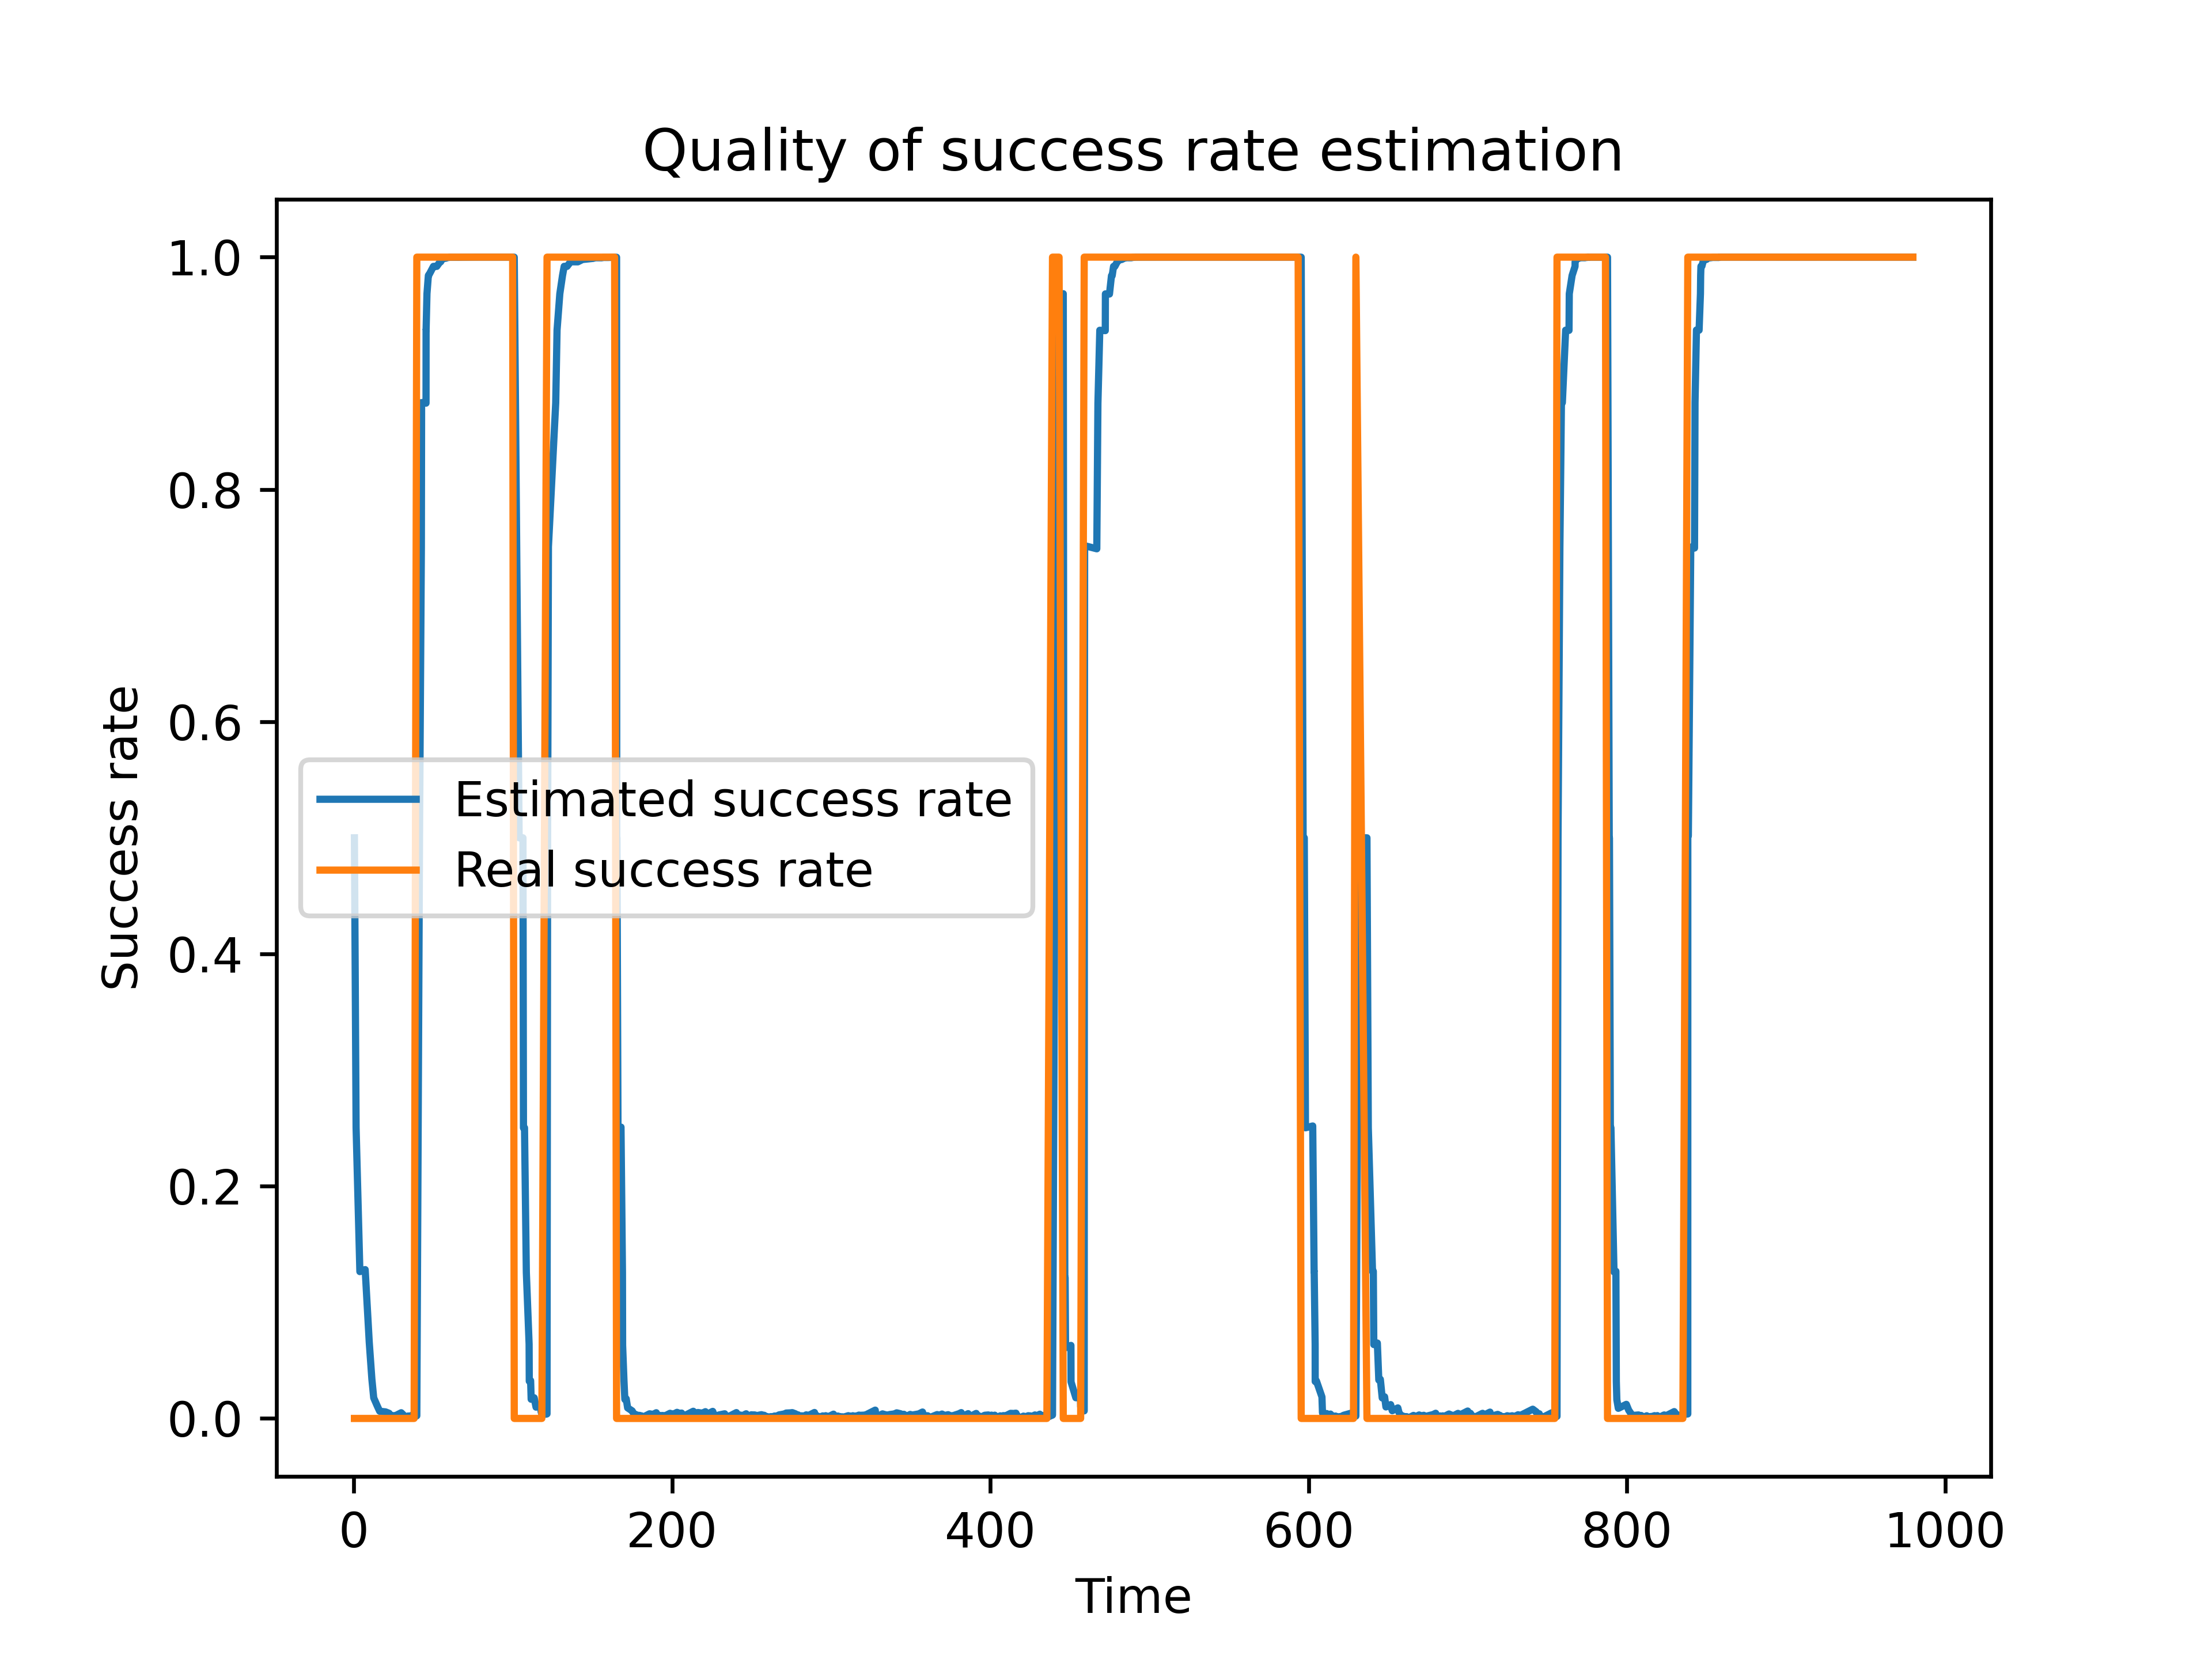 Quality of success rate estimation
1.0
0.8
0.6
0.4
0.2
0.0
Success rate
Estimated success rate
Real success rate
0 200 400 600 800 1000
Time